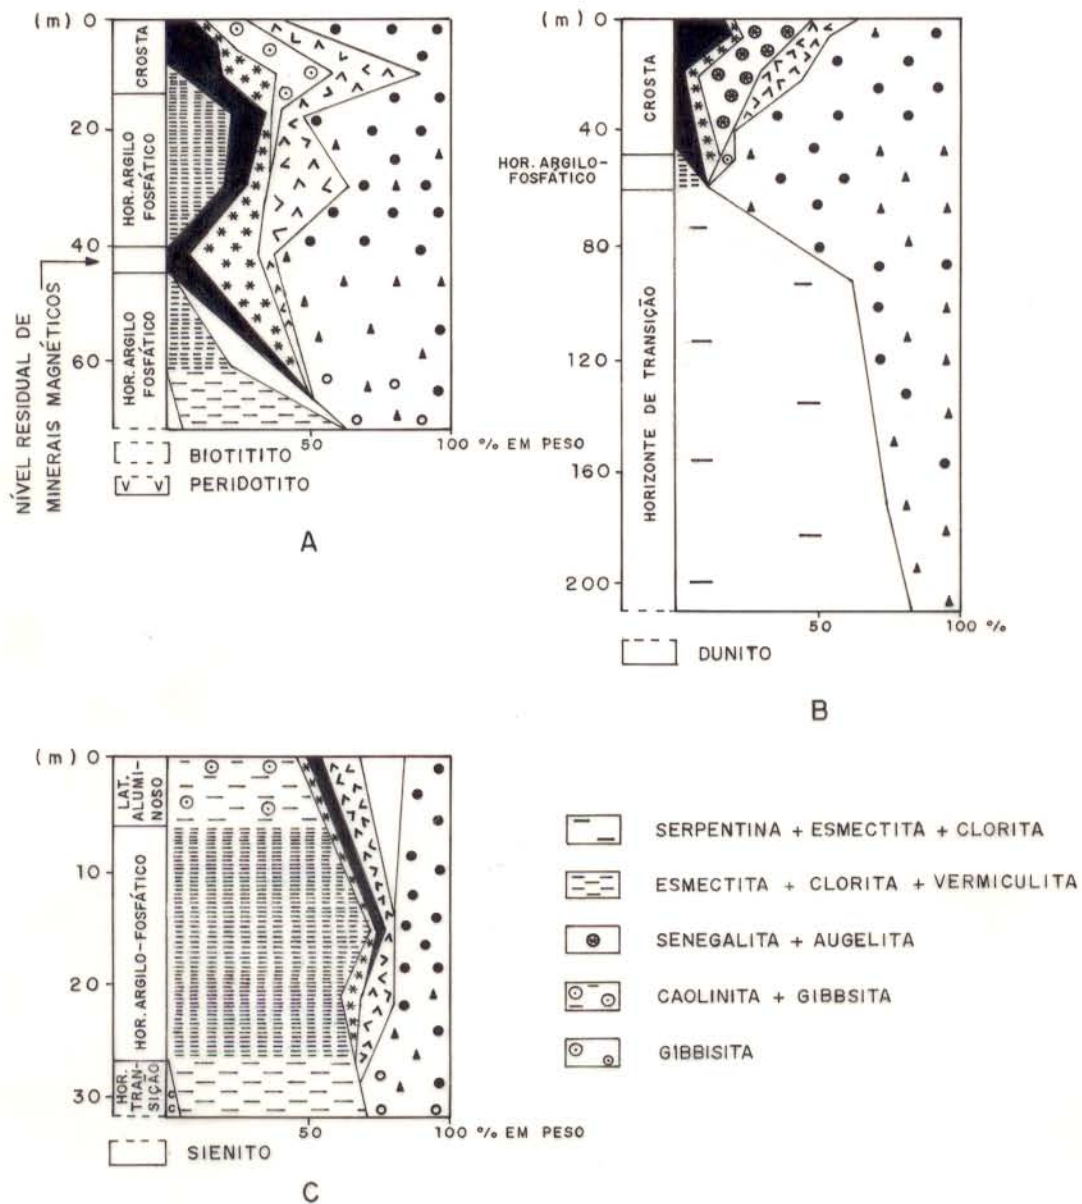 (m) 0
20
40
60
CROSTA
HOR. ARGILO
FOSFÁTICO
HOR. ARGILO
FOSFÁTICO
NÍVEL RESIDUAL DE
MINERAIS MAGNÉTICOS
50
100 % EM PESO
BIOTITITO
V V PERIDOTITO
A
(m) 0
40
80
120
160
200
CROSTA
HOR. ARGILO-
FOSFÁTICO
HORIZONTE DE TRANSIÇÃO
50
100 %
DUNITO
B
(m) 0
10
20
30
LAT.
ALUMI-
NOSO
HOR. ARGILO-FOSFÁTICO
HOR.
TRAN-
SIÇÃO
c
c
50
100 % EM PESO
SIENITO
C
SERPENTINA + ESMECTITA + CLORITA
ESMECTITA + CLORITA + VERMICULITA
SENEGALITA + AUGELITA
CAOLINITA + GIBBSITA
GIBBISITA